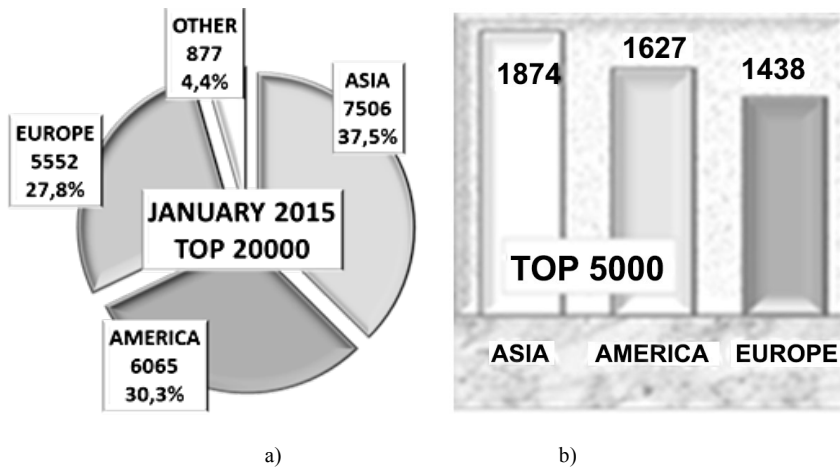 OTHER
877
4,4%
ASIA
7506
37,5%
EUROPE
5552
27,8%
JANUARY 2015
TOP 20000
AMERICA
6065
30,3%
a)
1874
1627
1438
TOP 5000
ASIA
AMERICA
EUROPE
b)